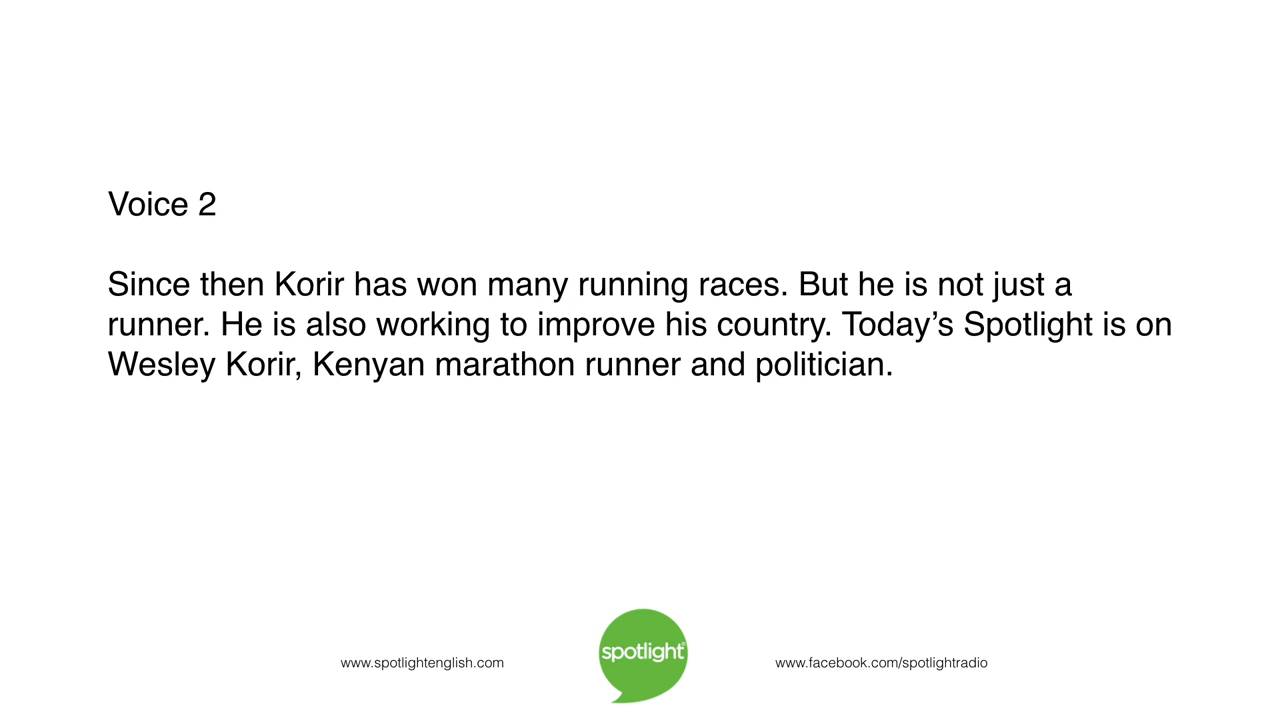 Voice 2
Since then Korir has won many running races. But he is not just a
runner. He is also working to improve his country. Today’s Spotlight is on
Wesley Korir, Kenyan marathon runner and politician.
www.spotlightenglish.com
spotlight®
www.facebook.com/spotlightradio